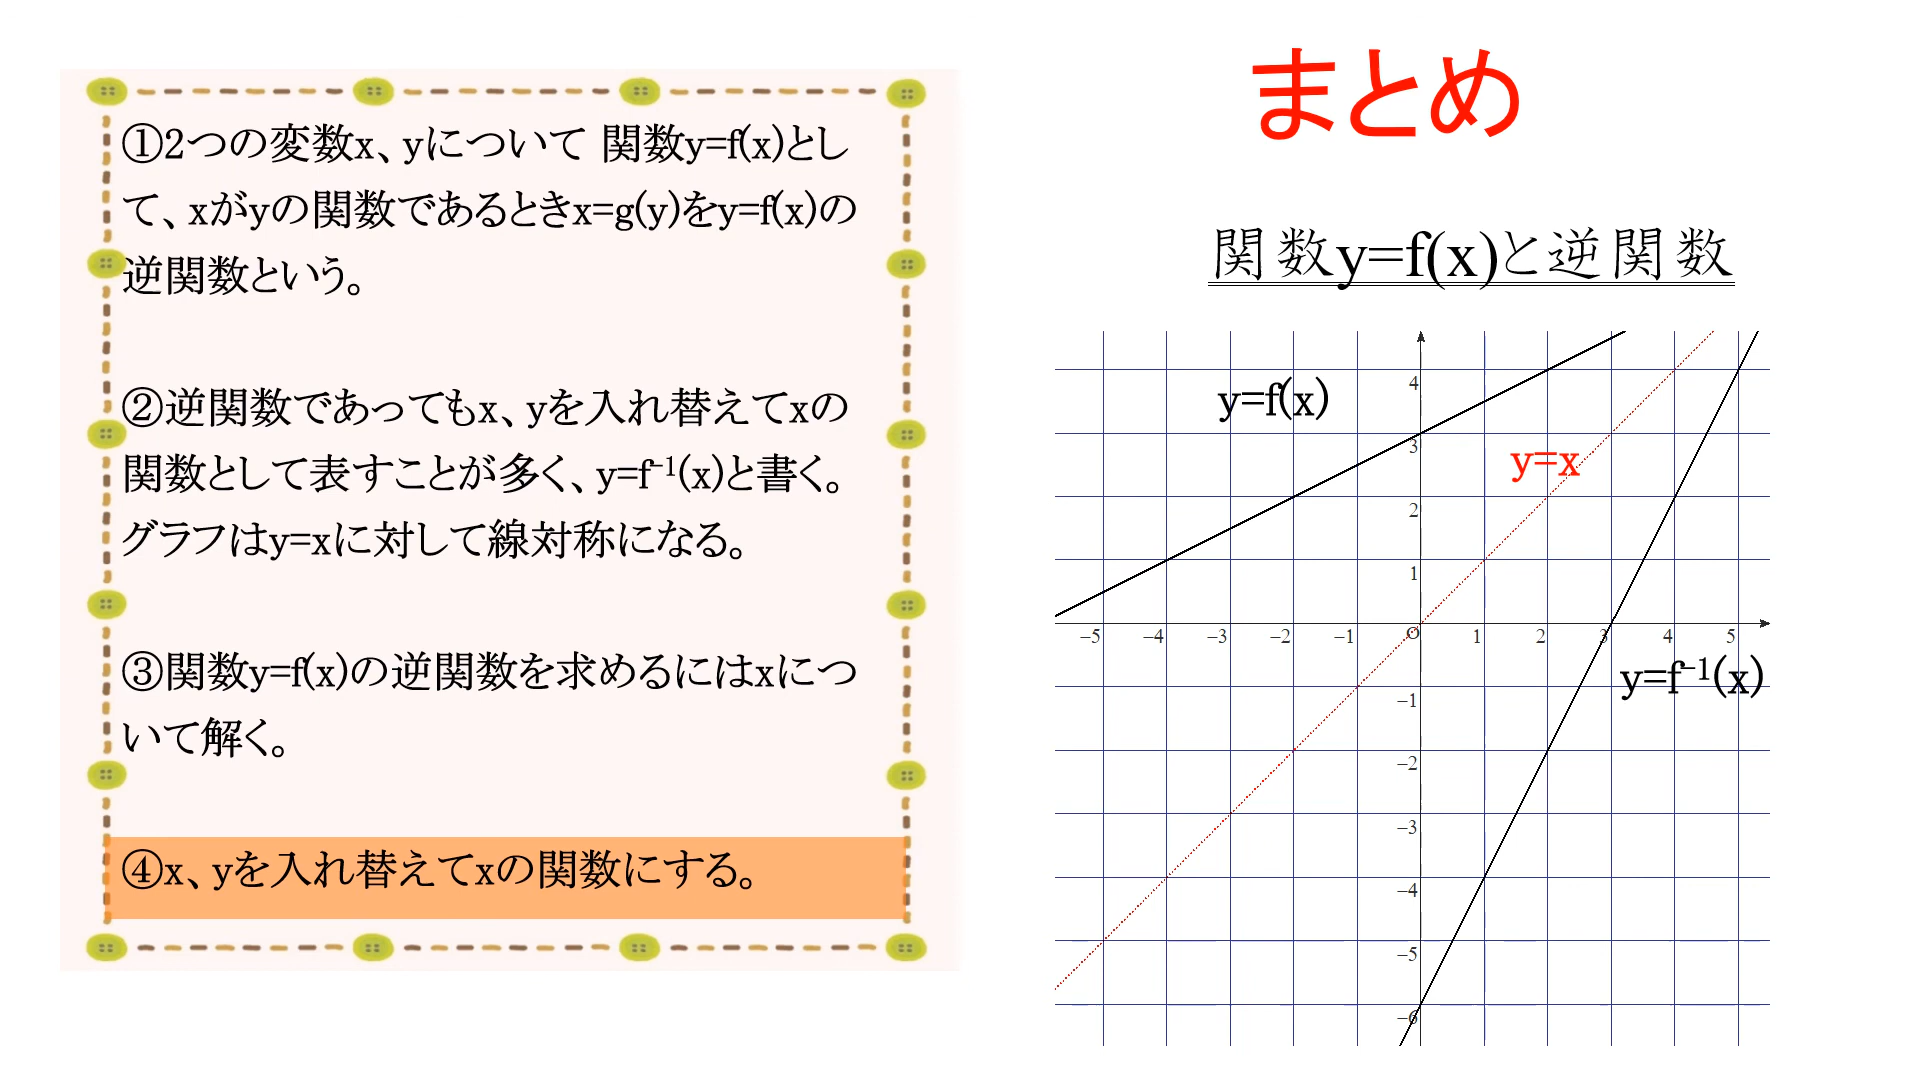 まとめ
①2つの変数x、yについて 関数y=f(x)とし
て、xがyの関数であるときx=g(y)をy=f(x)の
逆関数という。
②逆関数であってもx、yを入れ替えてxの
関数として表すことが多く、y=f⁻¹(x)と書く。
グラフはy=xに対して線対称になる。
③関数y=f(x)の逆関数を求めるにはxにつ
いて解く。
④x、yを入れ替えてxの関数にする。
関数y=f(x)と逆関数
y=f(x)
y=x
y=f⁻¹(x)
4
3
2
1
−5 −4 −3 −2 −1 O 1 2 3 4 5
−1
−2
−3
−4
−5
−6